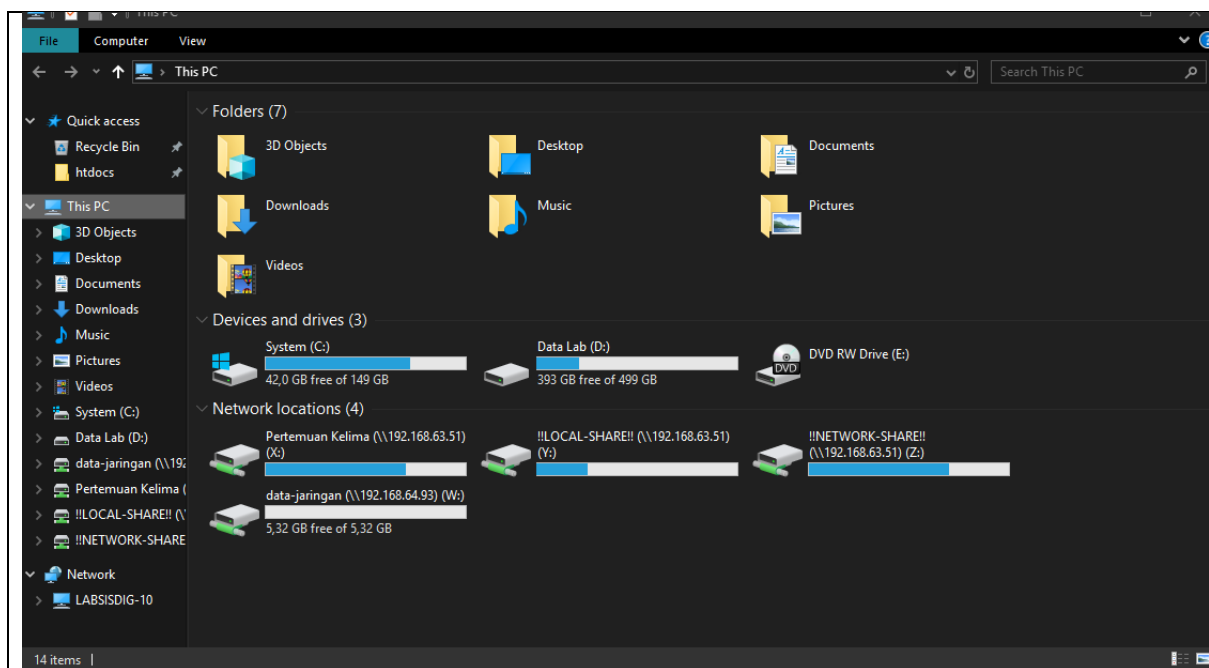 This PC
File Computer View
This PC
Search This PC
Quick access
Recycle Bin
htdocs
This PC
3D Objects
Desktop
Documents
Downloads
Music
Pictures
Videos
System (C:)
Data Lab (D:)
data-jaringan (\\192
Pertemuan Kelima (
!!LOCAL-SHARE!! (\
!!NETWORK-SHARE
Network
LABSISDIG-10
Folders (7)
3D Objects
Desktop
Documents
Downloads
Music
Pictures
Videos
Devices and drives (3)
System (C:)
42,0 GB free of 149 GB
Data Lab (D:)
393 GB free of 499 GB
DVD RW Drive (E:)
DVD
Network locations (4)
Pertemuan Kelima (\\192.168.63.51)
(X:)
!!LOCAL-SHARE!! (\\192.168.63.51)
(Y:)
!!NETWORK-SHARE!!
(\\192.168.63.51) (Z:)
data-jaringan (\\192.168.64.93) (W:)
5,32 GB free of 5,32 GB
14 items